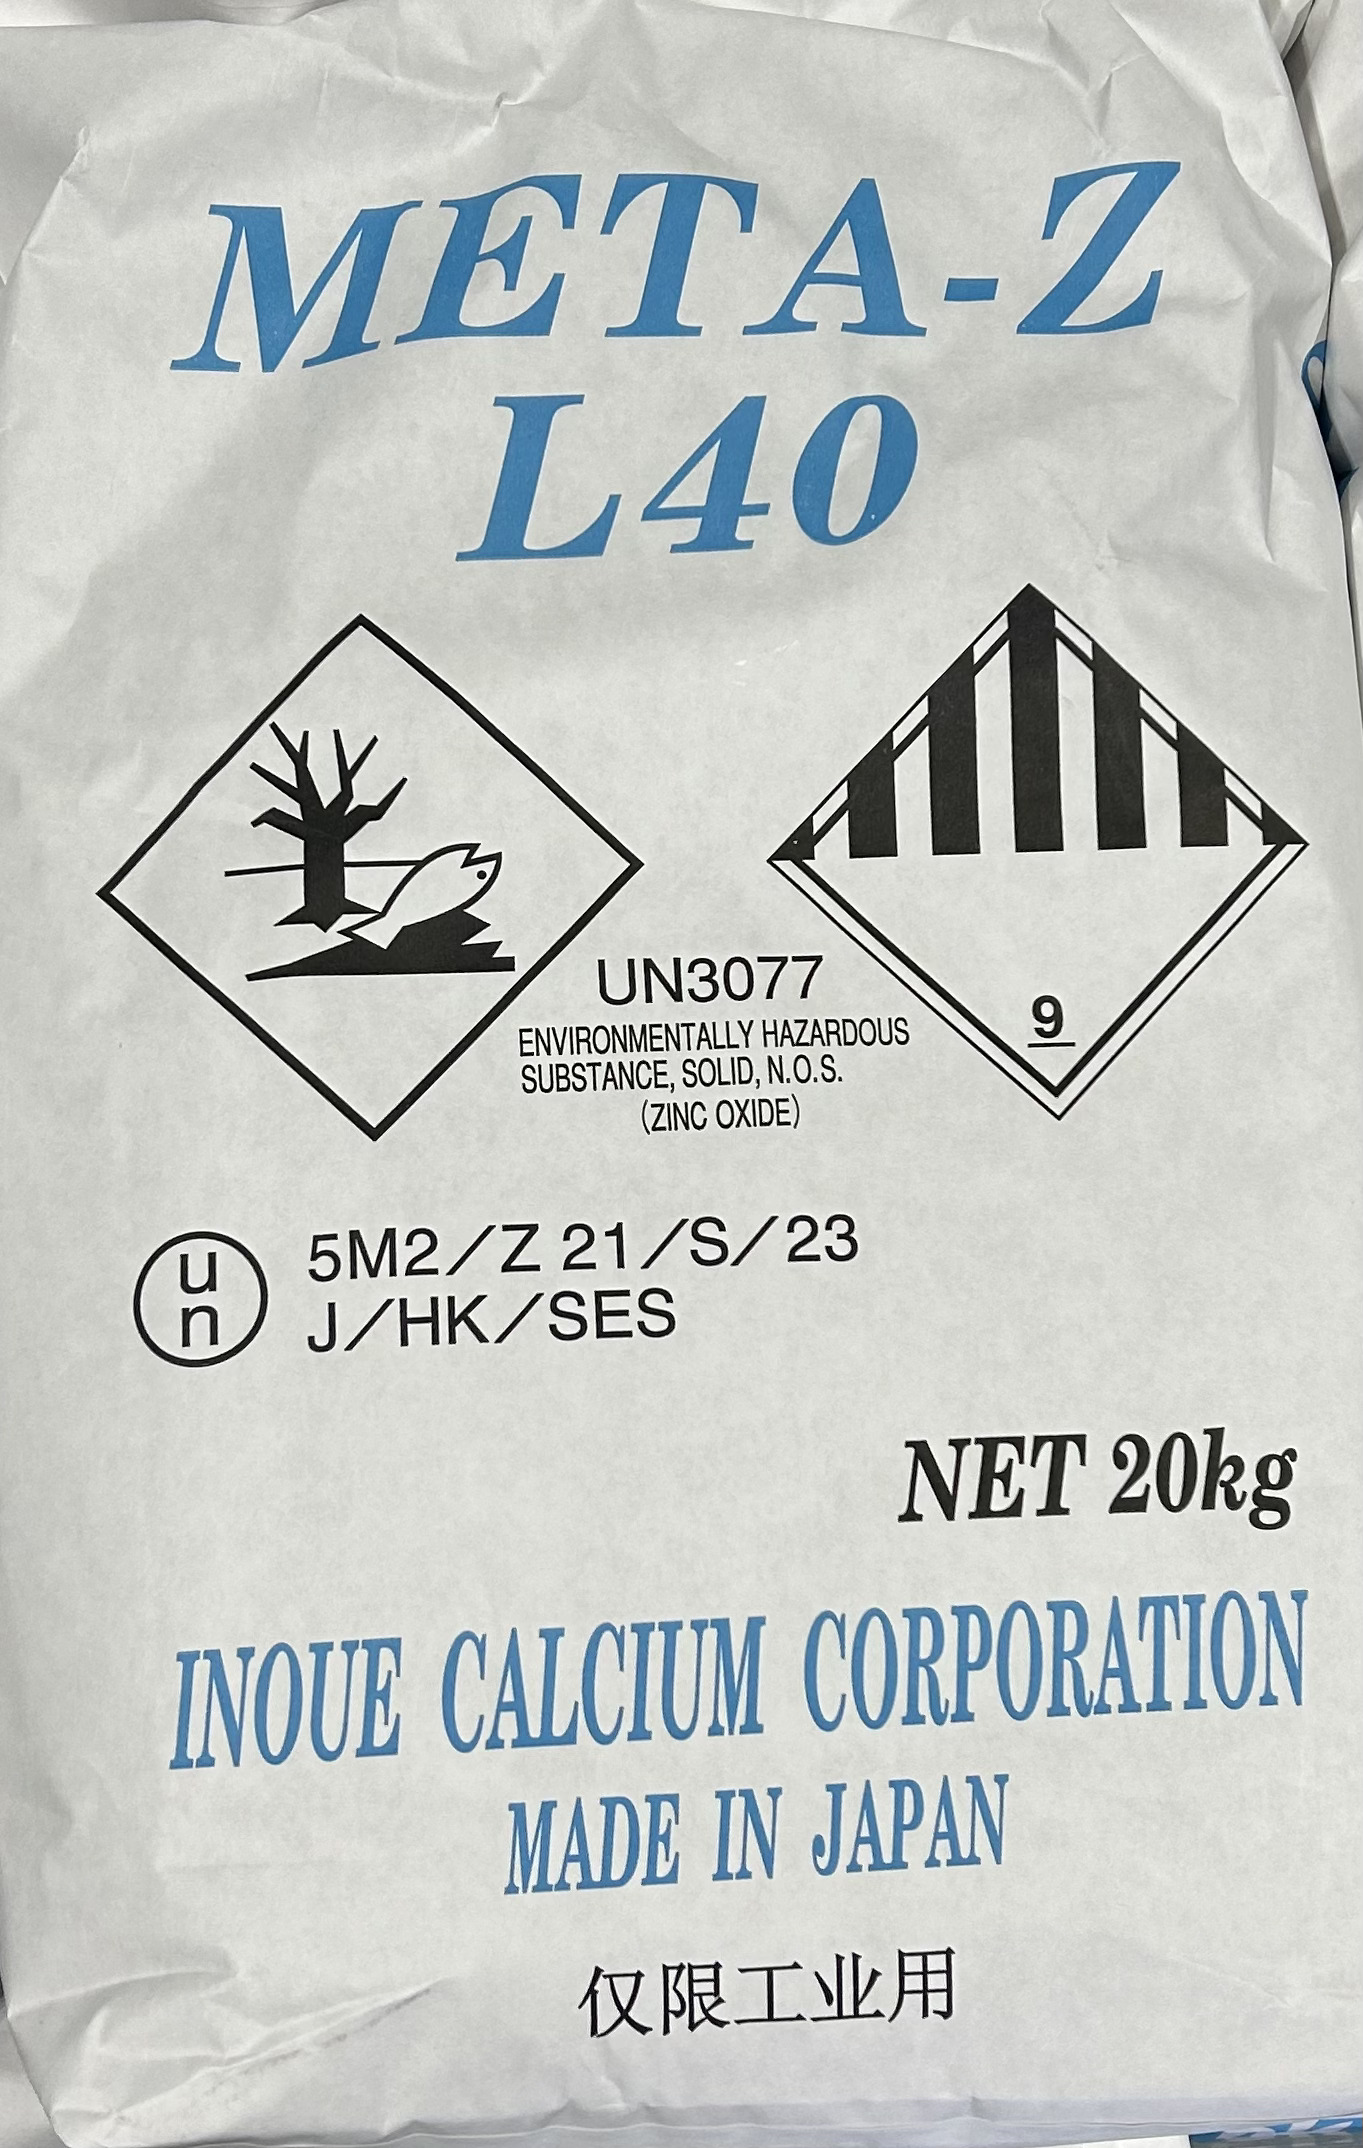 META-Z
L40
UN3077
ENVIRONMENTALLY HAZARDOUS
SUBSTANCE, SOLID, N.O.S.
(ZINC OXIDE)
9
u
n
5M2/Z 21/S/23
J/HK/SES
NET 20kg
INOUE CALCIUM CORPORATION
MADE IN JAPAN
仅限工业用